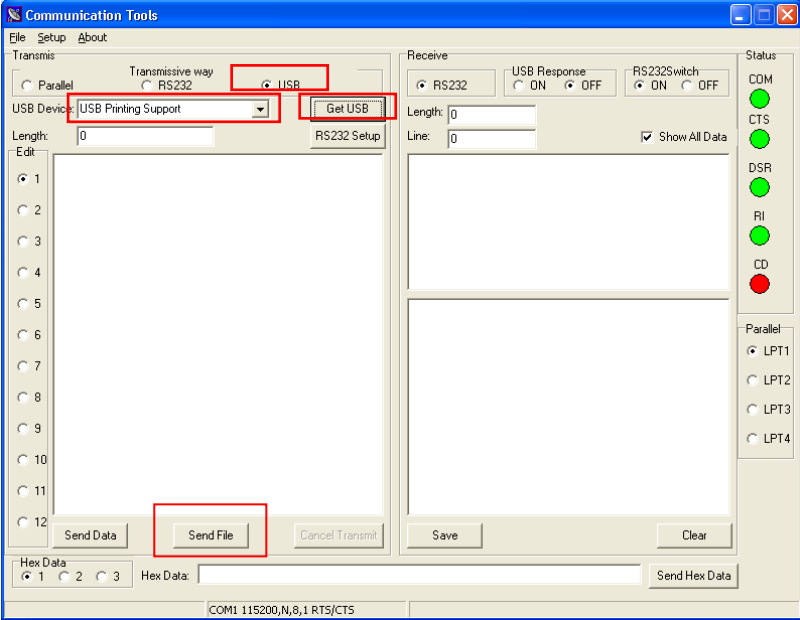 Communication Tools
File Setup About
Transmis
Transmissive way
Parallel RS232 USB
USB Device: USB Printing Support Get USB
Length: 0 RS232 Setup
Edit
1
2
3
4
5
6
7
8
9
10
11
12
Send Data Send File Cancel Transmit
Receive
RS232
USB Response
ON OFF
RS232Switch
ON OFF
Length: 0
Line: 0 Show All Data
Save Clear
Status
COM
CTS
DSR
RI
CD
Parallel
LPT1
LPT2
LPT3
LPT4
Hex Data
1 2 3 Hex Data: Send Hex Data
COM1 115200,N,8,1 RTS/CTS